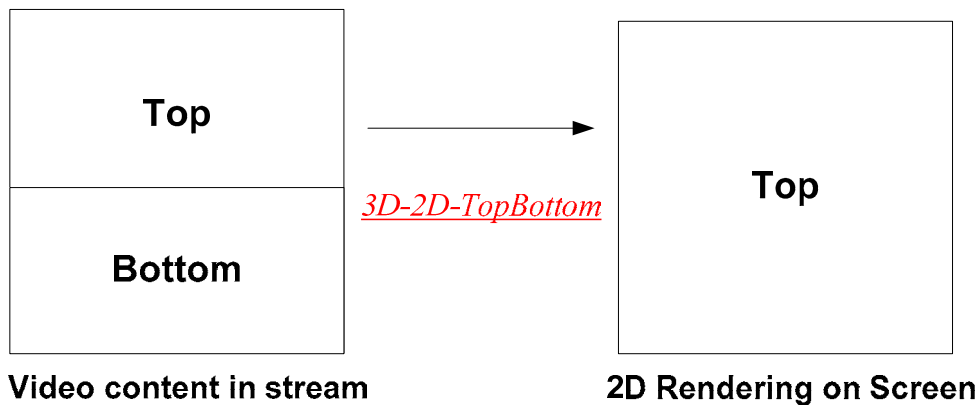 Top
Bottom
Video content in stream
3D-2D-TopBottom
Top
2D Rendering on Screen